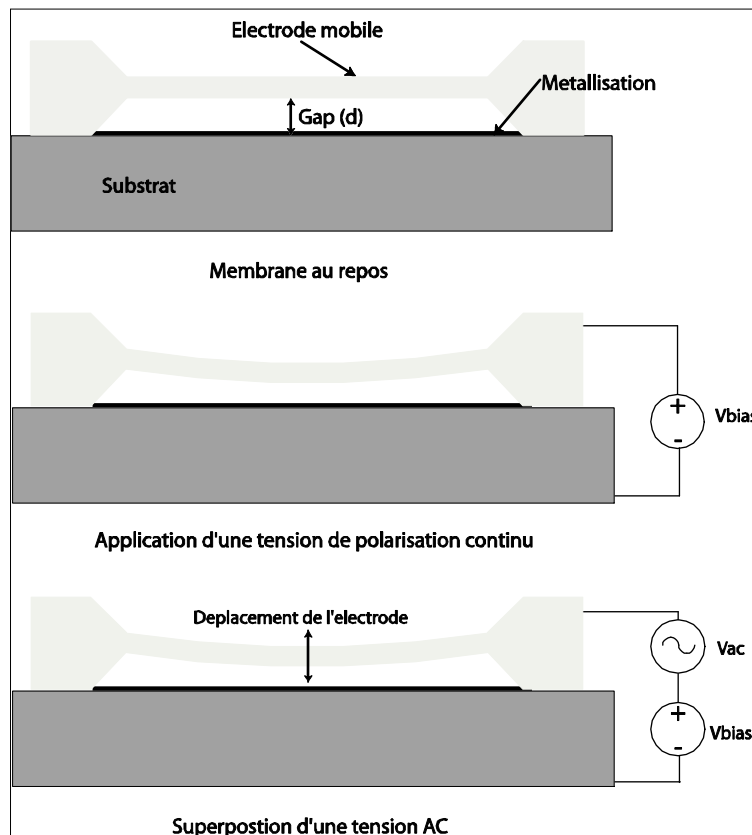 Electrode mobile
Metallisation
Gap (d)
Substrat
Membrane au repos
+
-
Vbias
Application d'une tension de polarisation continu
Deplacement de l'electrode
Vac
+
-
Vbias
Superpostion d'une tension AC